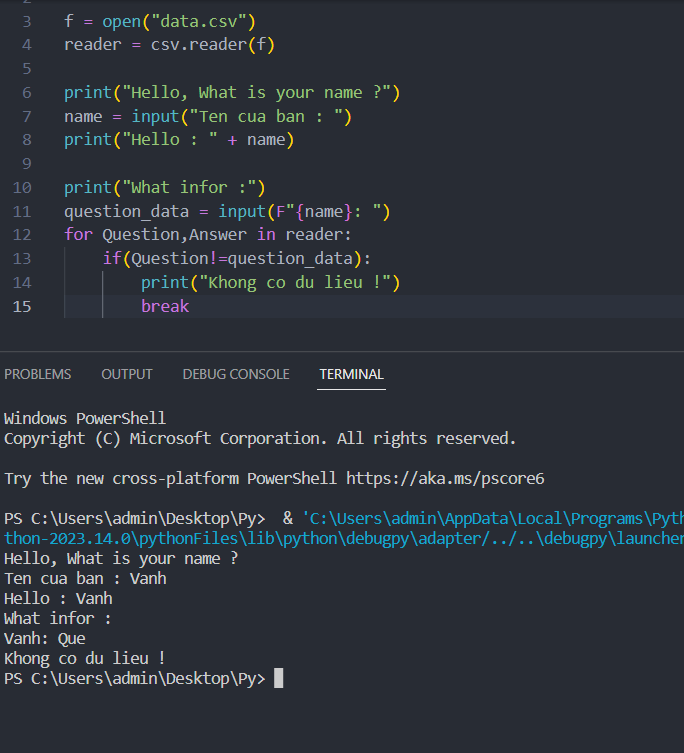 3 f = open("data.csv")
4 reader = csv.reader(f)
5
6 print("Hello, What is your name ?")
7 name = input("Ten cua ban : ")
8 print("Hello : " + name)
9
10 print("What infor :")
11 question_data = input(F"{name}: ")
12 for Question,Answer in reader:
13 if(Question!=question_data):
14 print("Khong co du lieu !")
15 break
PROBLEMS OUTPUT DEBUG CONSOLE TERMINAL
Windows PowerShell
Copyright (C) Microsoft Corporation. All rights reserved.
Try the new cross-platform PowerShell https://aka.ms/pscore6
PS C:\Users\admin\Desktop\Py> & 'C:\Users\admin\AppData\Local\Programs\Pyth
thon-2023.14.0\pythonFiles\lib\python\debugpy\adapter/../..\debugpy\launcher
Hello, What is your name ?
Ten cua ban : Vanh
Hello : Vanh
What infor :
Vanh: Que
Khong co du lieu !
PS C:\Users\admin\Desktop\Py>